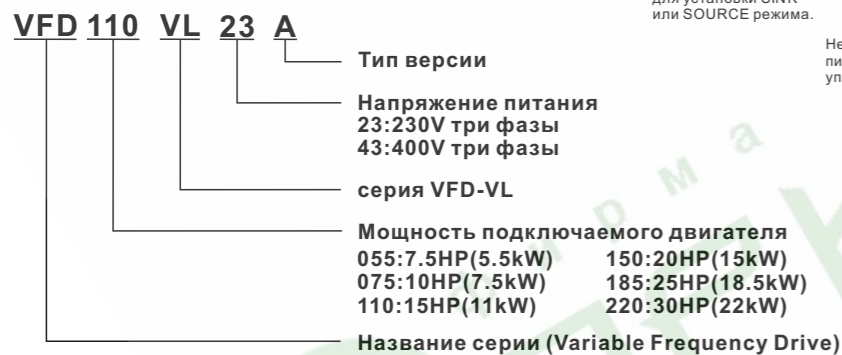 для установки SINK
или SOURCE режима.
VFD 110 VL 23 A
Тип версии
Напряжение питания
23:230V три фазы
43:400V три фазы
серия VFD-VL
Мощность подключаемого двигателя
055:7.5HP(5.5kW) 150:20HP(15kW)
075:10HP(7.5kW) 185:25HP(18.5kW)
110:15HP(11kW) 220:30HP(22kW)
Название серии (Variable Frequency Drive)